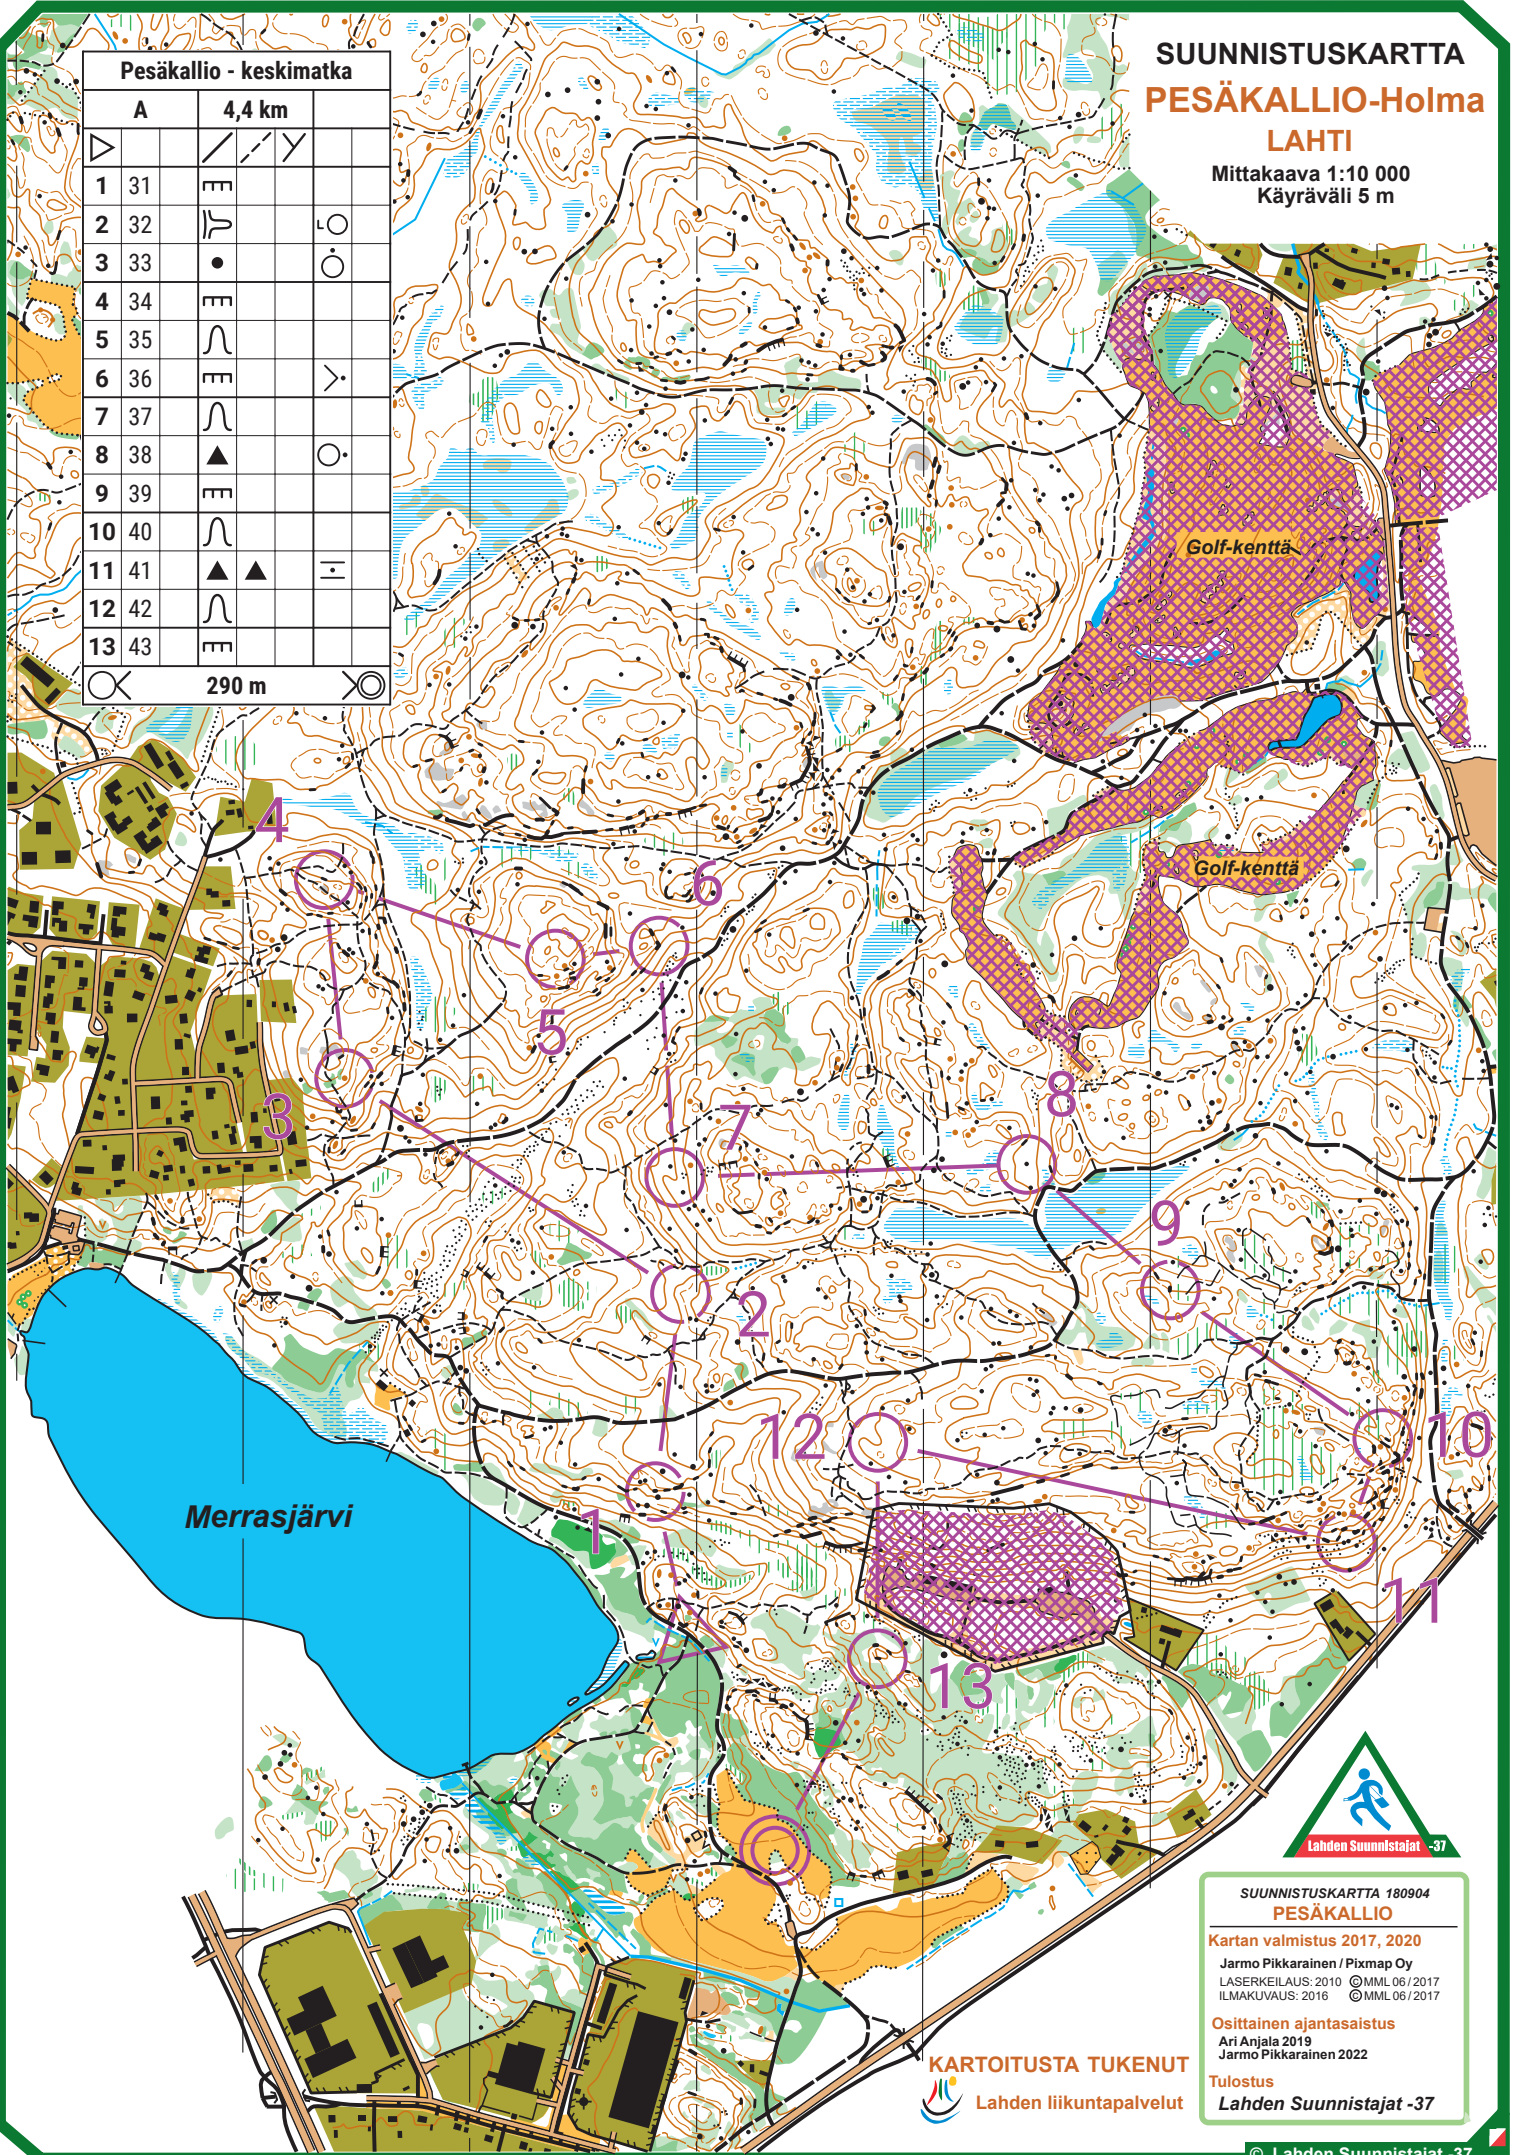 Pesäkallio - keskimatka
A 4,4 km
1 31
2 32
3 33
4 34
5 35
6 36
7 37
8 38
9 39
10 40
11 41
12 42
13 43
290 m
SUUNNISTUSKARTTA
PESÄKALLIO-Holma
LAHTI
Mittakaava 1:10 000
Käyräväli 5 m
Golf-kenttä
4
Golf-kenttä
6
5
8
3
7
9
2
12
10
Merrasjärvi
1
11
13
Lahden Suunnistajat -37
SUUNNISTUSKARTTA 180904
PESÄKALLIO
Kartan valmistus 2017, 2020
Jarmo Pikkarainen / Pixmap Oy
LASERKEILAUS: 2010 © MML 06 / 2017
ILMAKUVAUS: 2016 © MML 06 / 2017
Osittainen ajantasaistus
Ari Anjala 2019
Jarmo Pikkarainen 2022
Tulostus
Lahden Suunnistajat -37
KARTOITUSTA TUKENUT
Lahden liikuntapalvelut
© Lahden Suunnistajat -37